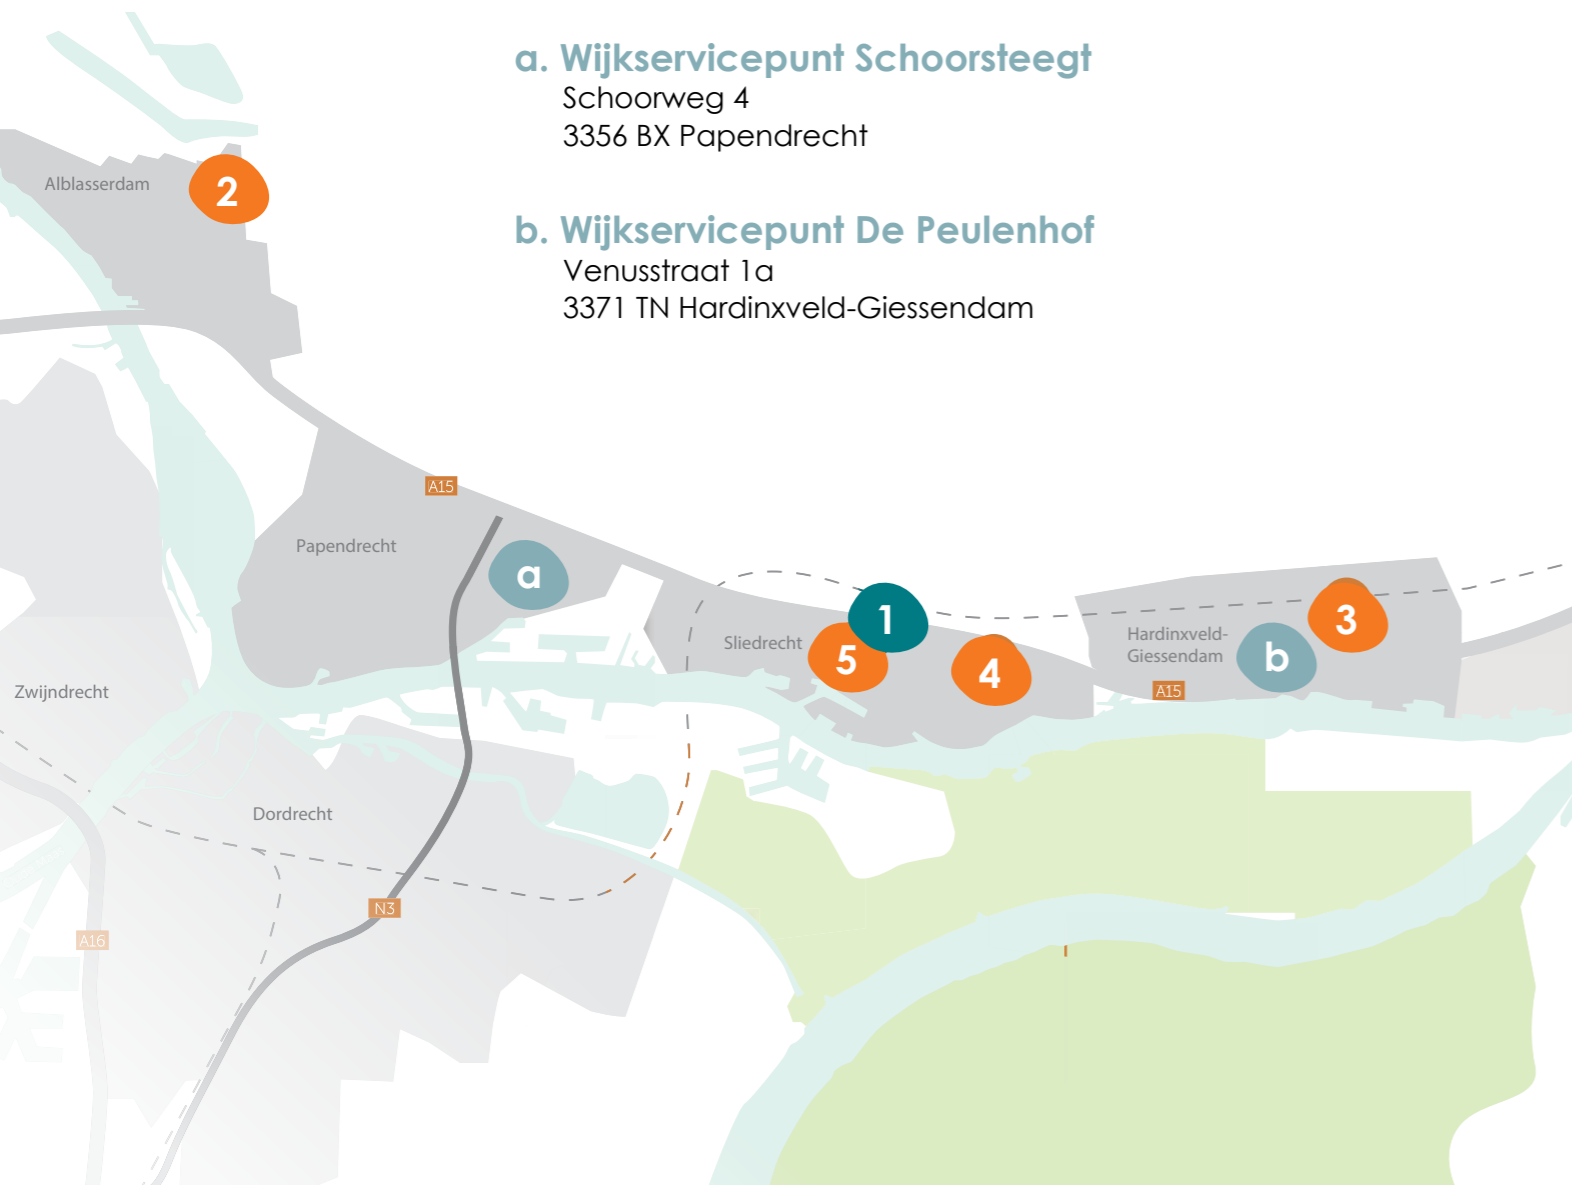 a. Wijkservicepunt Schoorsteegt
Schoorweg 4
3356 BX Papendrecht
b. Wijkservicepunt De Peulenhof
Venusstraat 1a
3371 TN Hardinxveld-Giessendam
Alblasserdam
2
A15
Papendrecht
a
1
Sliedrecht
5
4
3
Hardinxveld-
Giessendam
b
A15
Zwijndrecht
Dordrecht
N3
A16